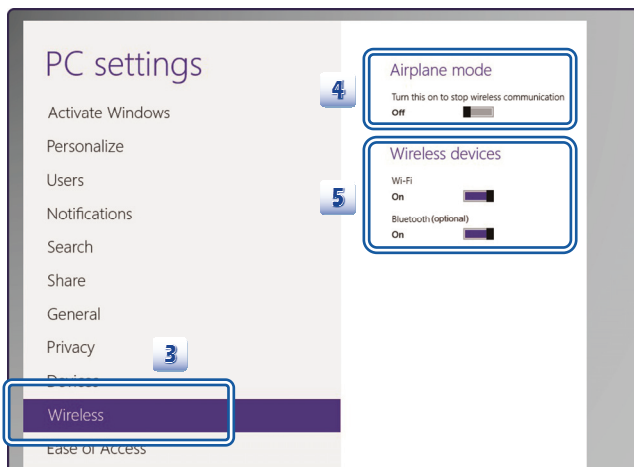 PC settings
Activate Windows
Personalize
Users
Notifications
Search
Share
General
Privacy
3
Devices
Wireless
Ease of Access
4
Airplane mode
Turn this on to stop wireless communication
Off
5
Wireless devices
Wi-Fi
On
Bluetooth (optional)
On